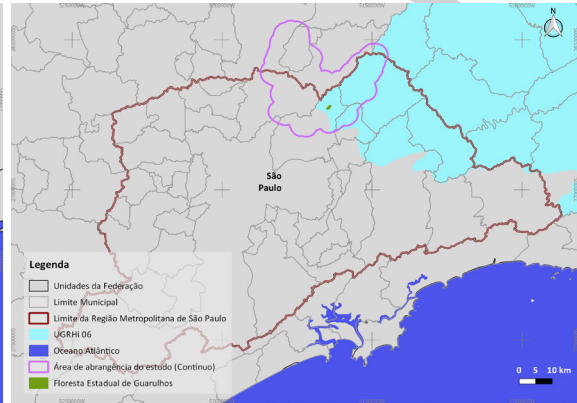 São
Paulo
Legenda
Unidades da Federação
Limite Municipal
Limite da Região Metropolitana de São Paulo
UGRHi 06
Oceano Atlântico
Área de abrangência do estudo (Contínuo)
Floresta Estadual de Guarulhos
N
0 5 10 km